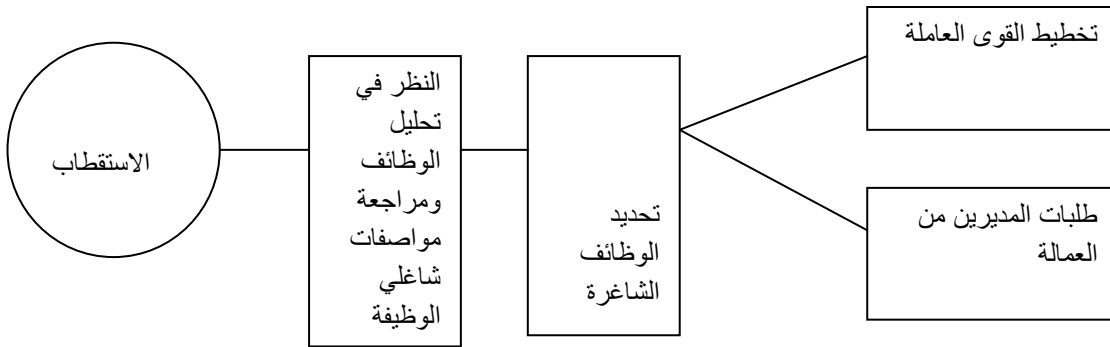 تخطيط القوى العاملة
طلبات المديرين من
العمالة
تحديد
الوظائف
الشاغرة
النظر في
تحليل
الوظائف
ومراجعة
مواصفات
شاغلي
الوظيفة
الاستقطاب